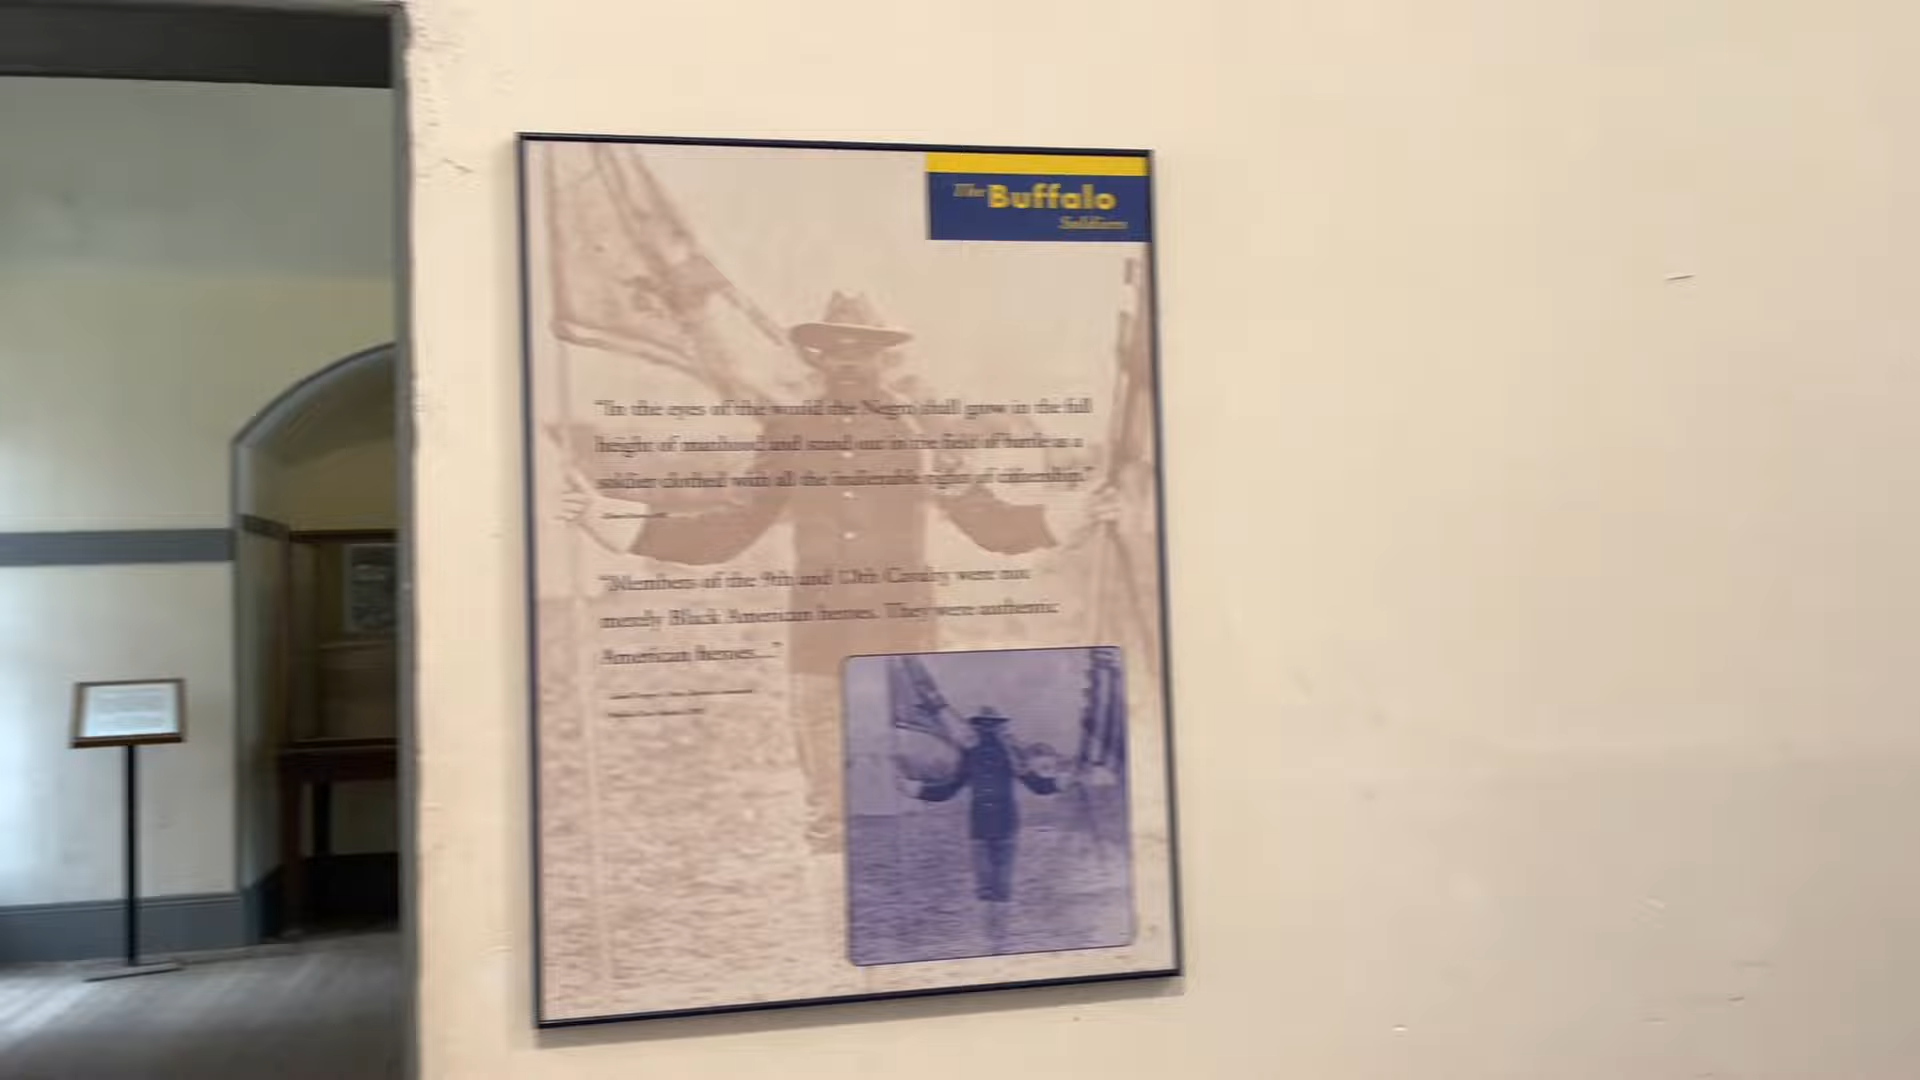 The Buffalo
Soldiers
"In the eyes of the world the Negro shall grow in the full
height of manhood and stand out in the field of battle as a
soldier clothed with all the inalienable rights of citizenship."
"Members of the 9th and 10th Cavalry were not
merely Black American heroes. They were authentic
American heroes..."